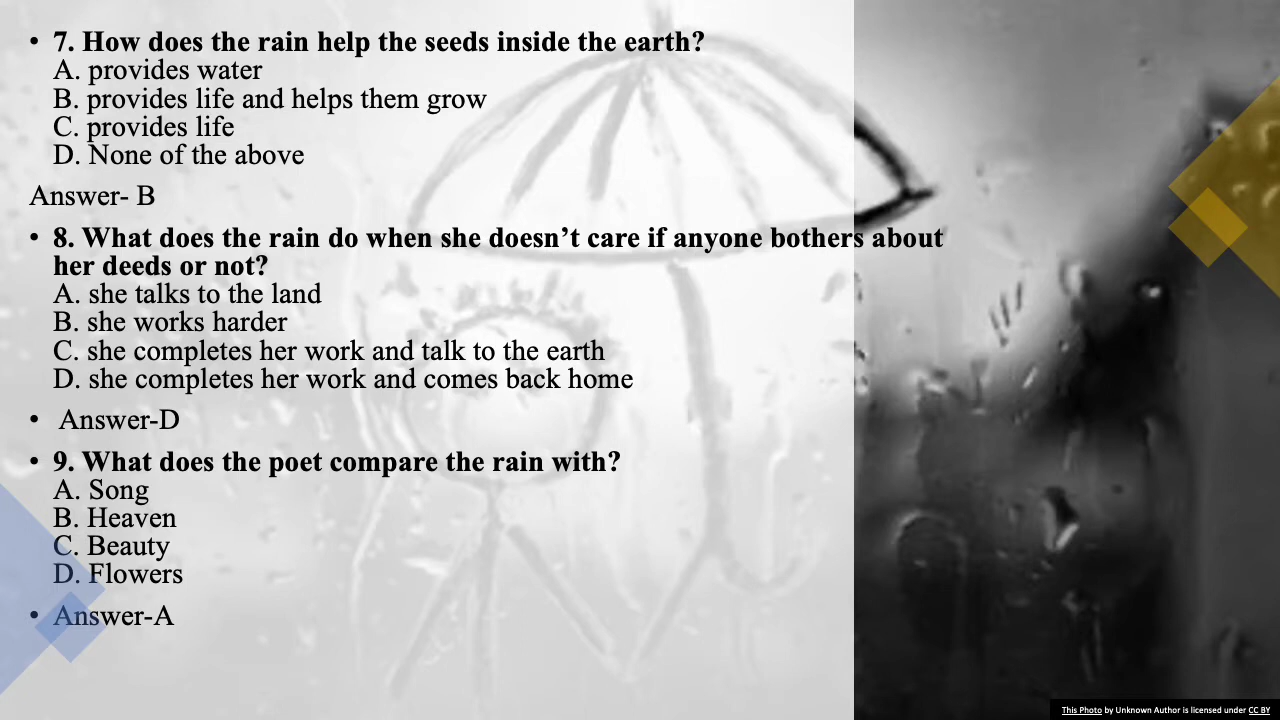 • 7. How does the rain help the seeds inside the earth?
A. provides water
B. provides life and helps them grow
C. provides life
D. None of the above
Answer- B
• 8. What does the rain do when she doesn’t care if anyone bothers about
her deeds or not?
A. she talks to the land
B. she works harder
C. she completes her work and talk to the earth
D. she completes her work and comes back home
• Answer-D
• 9. What does the poet compare the rain with?
A. Song
B. Heaven
C. Beauty
D. Flowers
• Answer-A
This Photo by Unknown Author is licensed under CC BY